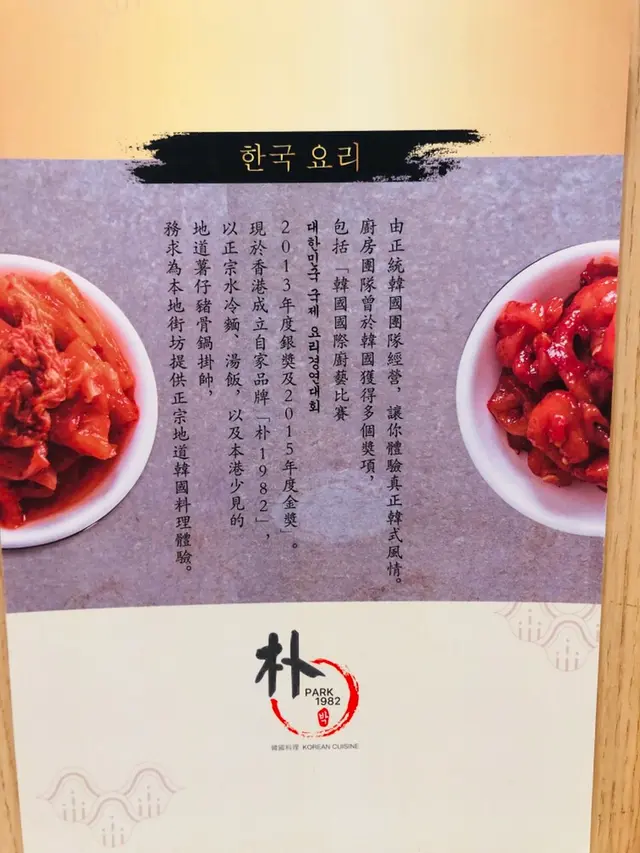 한국 요리
由正統韓國團隊經營，讓你體驗真正韓式風情。
廚房團隊曾於韓國獲得多個獎項，
包括「韓國國際廚藝比賽
대한민국 국제 요리경연대회
2013年度銀獎及2015年度金獎」。
現於香港成立自家品牌「朴1982」，
以正宗水冷麵、湯飯，以及本港少見的
地道薯仔豬骨鍋掛帥，
務求為本地街坊提供正宗地道韓國料理體驗。
朴
PARK
1982
박
韓國料理 KOREAN CUISINE